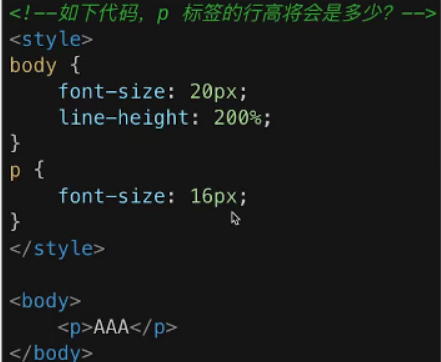 <!--如下代码，p 标签的行高将会是多少？-->
<style>
body {
    font-size: 20px;
    line-height: 200%;
}
p {
    font-size: 16px;
}
</style>

<body>
    <p>AAA</p>
</body>